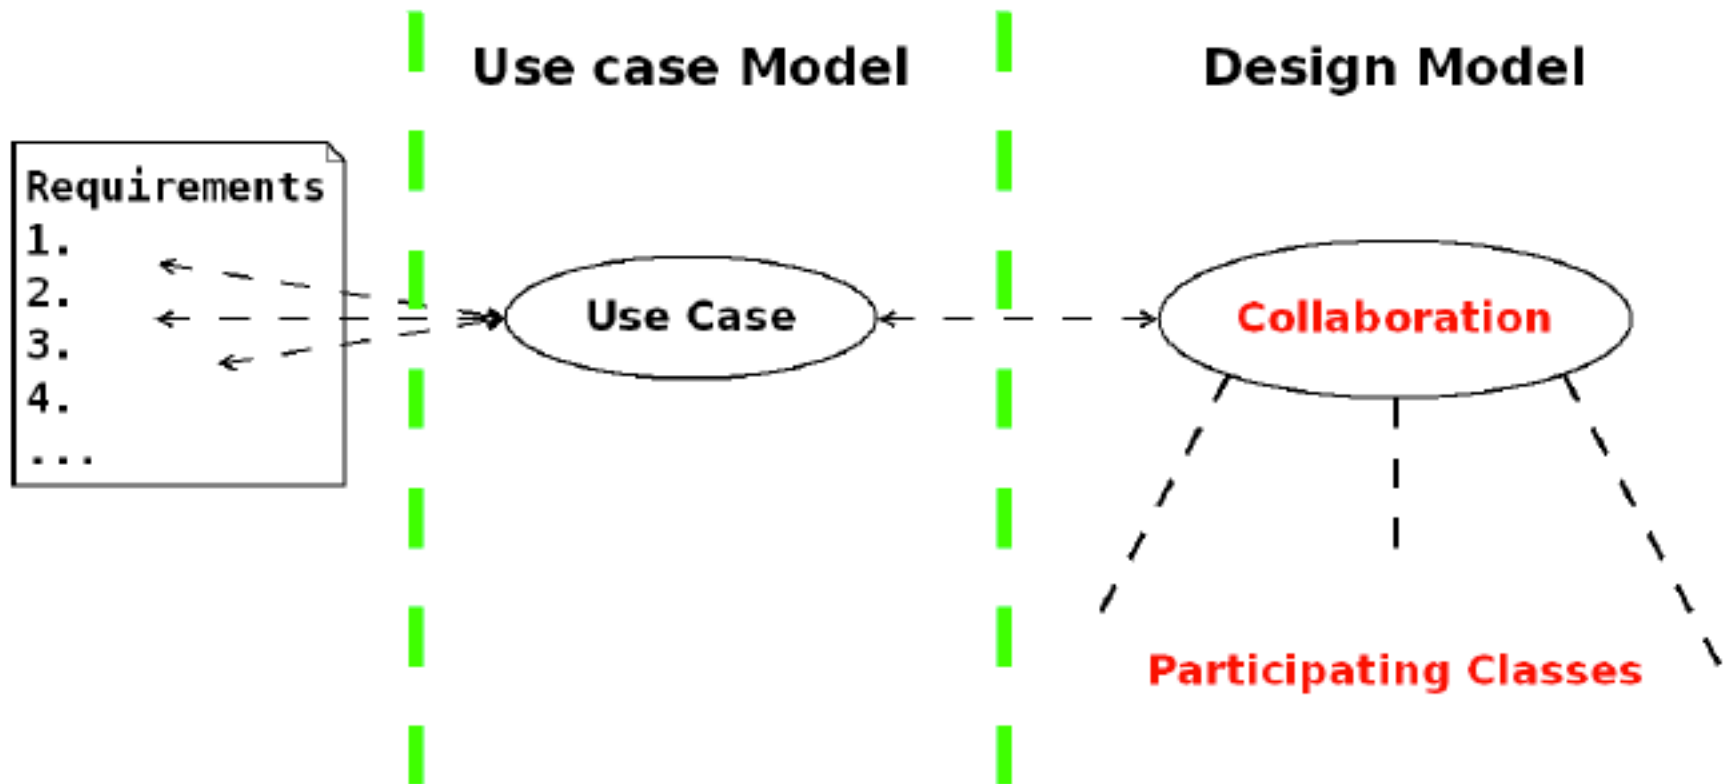 Use case Model
Design Model
Requirements
1.
2.
3.
4.
...
Use Case
Collaboration
Participating Classes